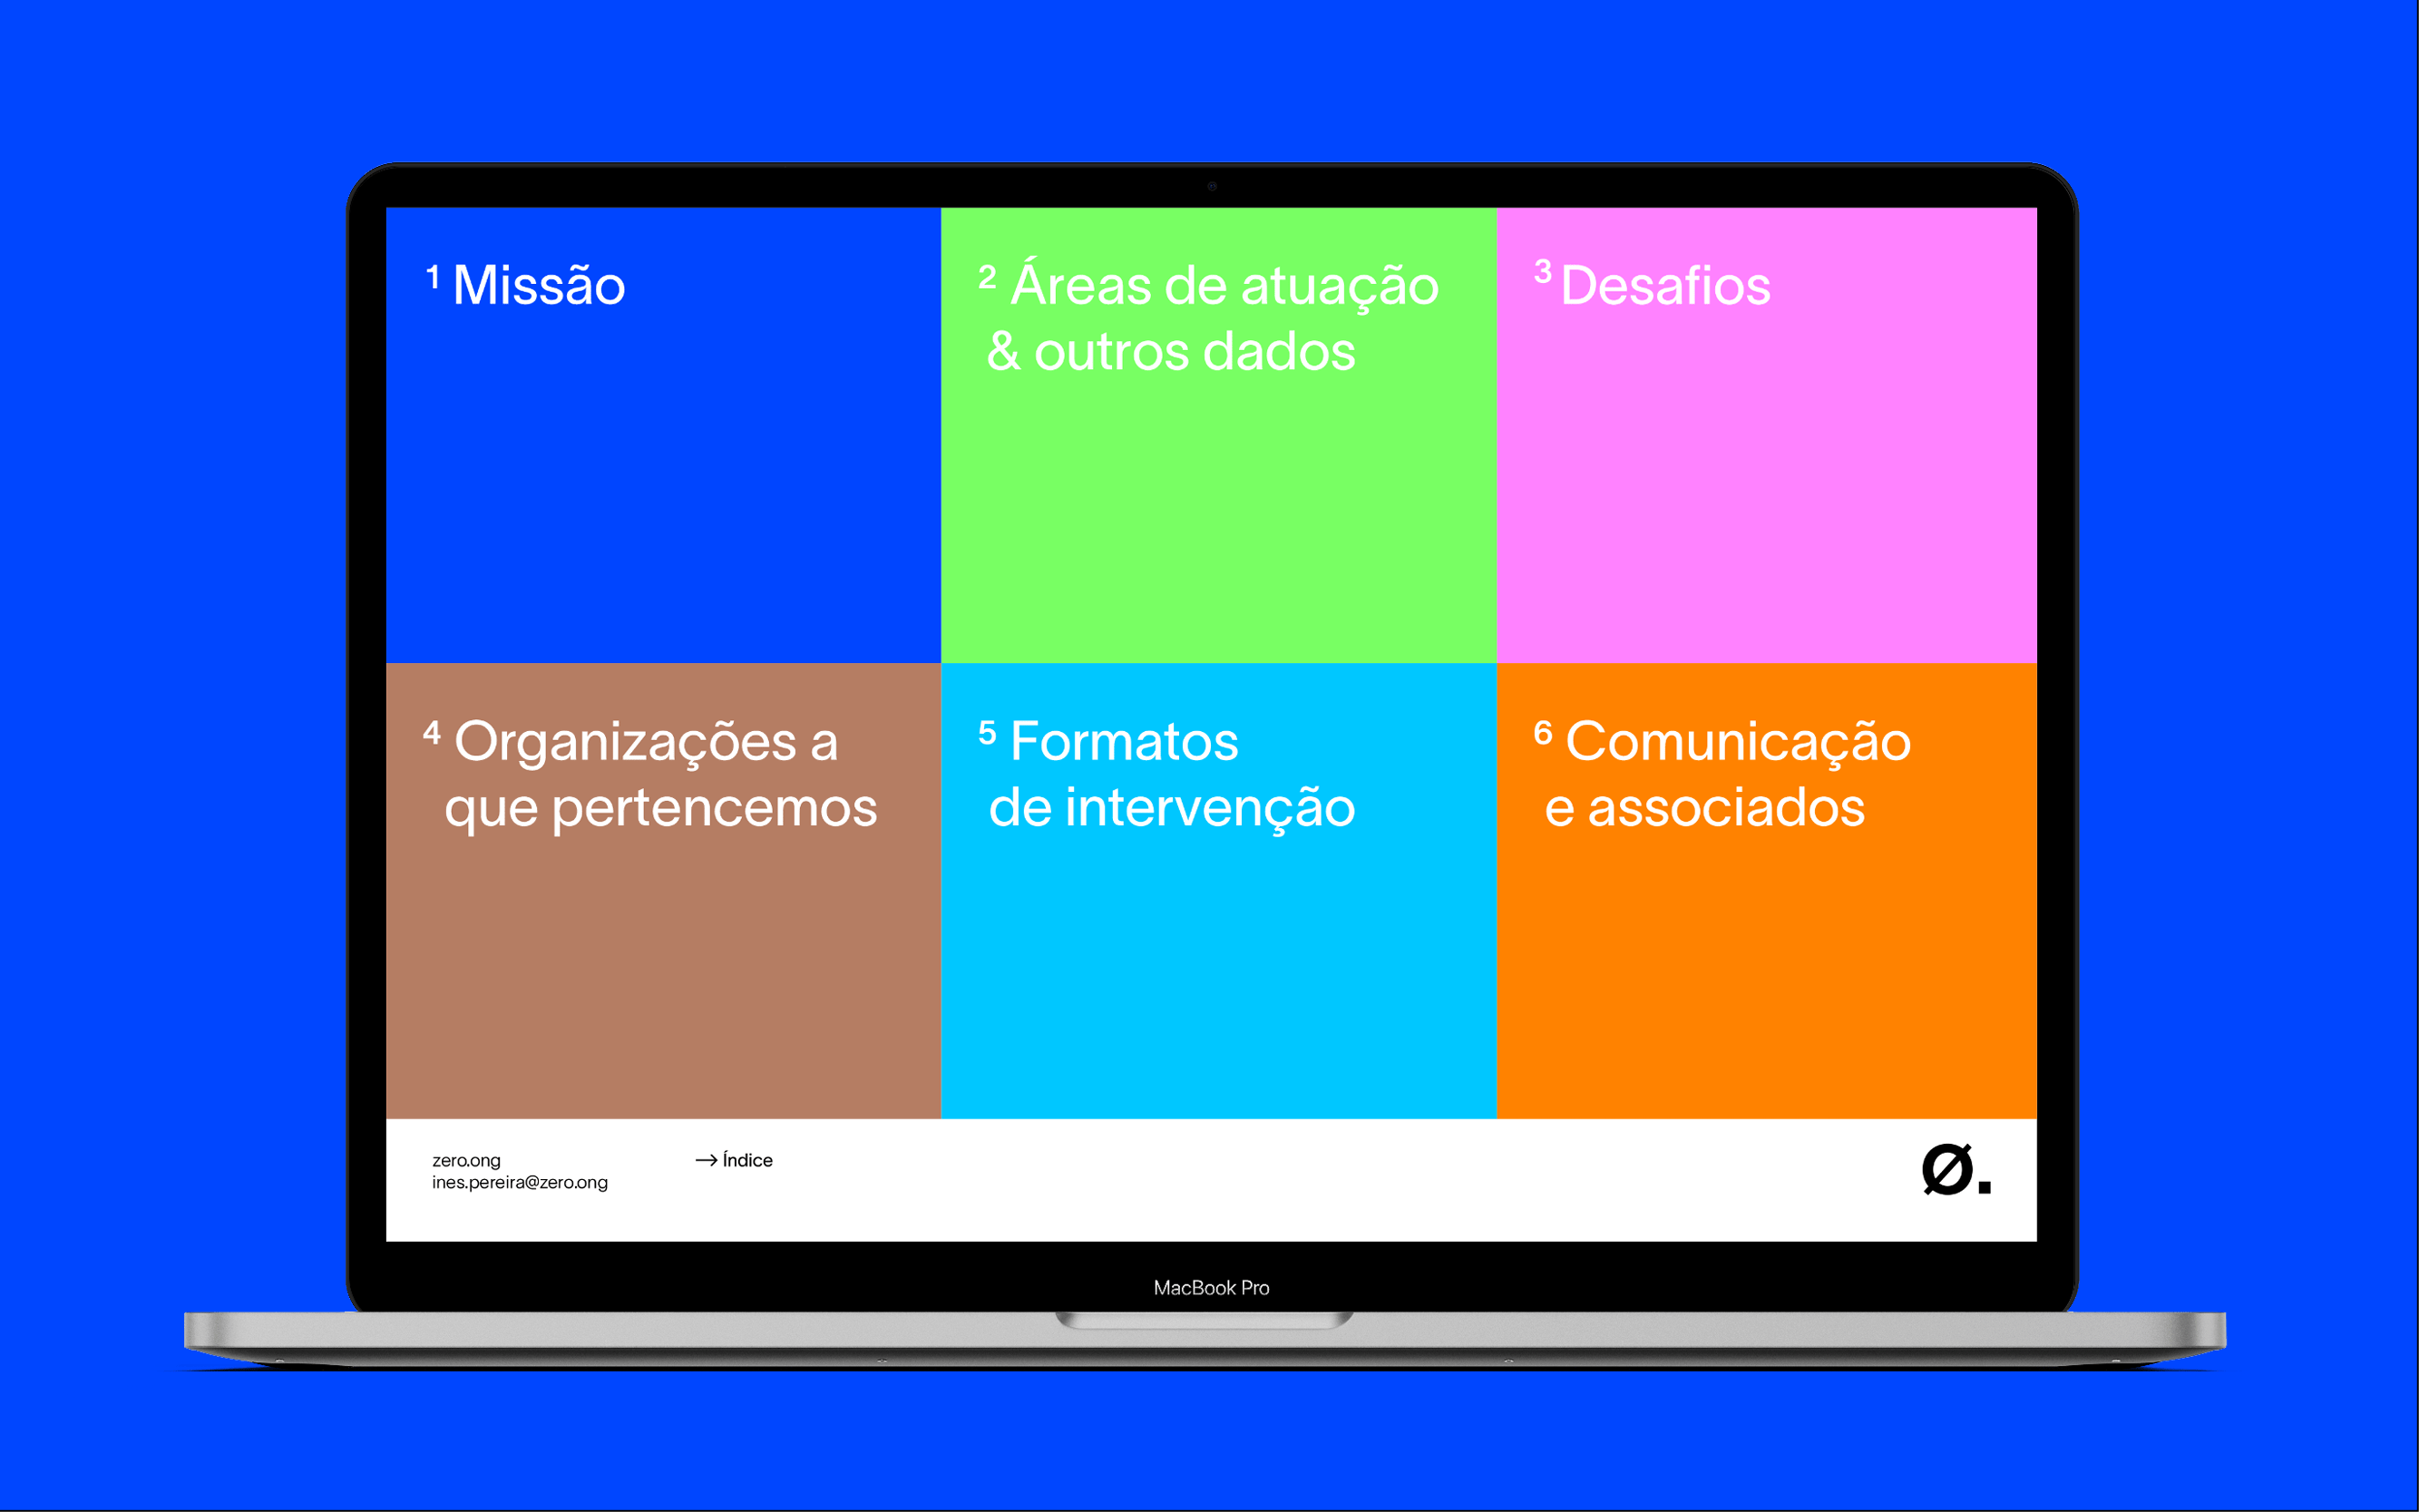 ¹ Missão
² Áreas de atuação
& outros dados
³ Desafios
⁴ Organizações a
que pertencemos
⁵ Formatos
de intervenção
⁶ Comunicação
e associados
zero.ong
ines.pereira@zero.ong
→ Índice
Ø.
MacBook Pro